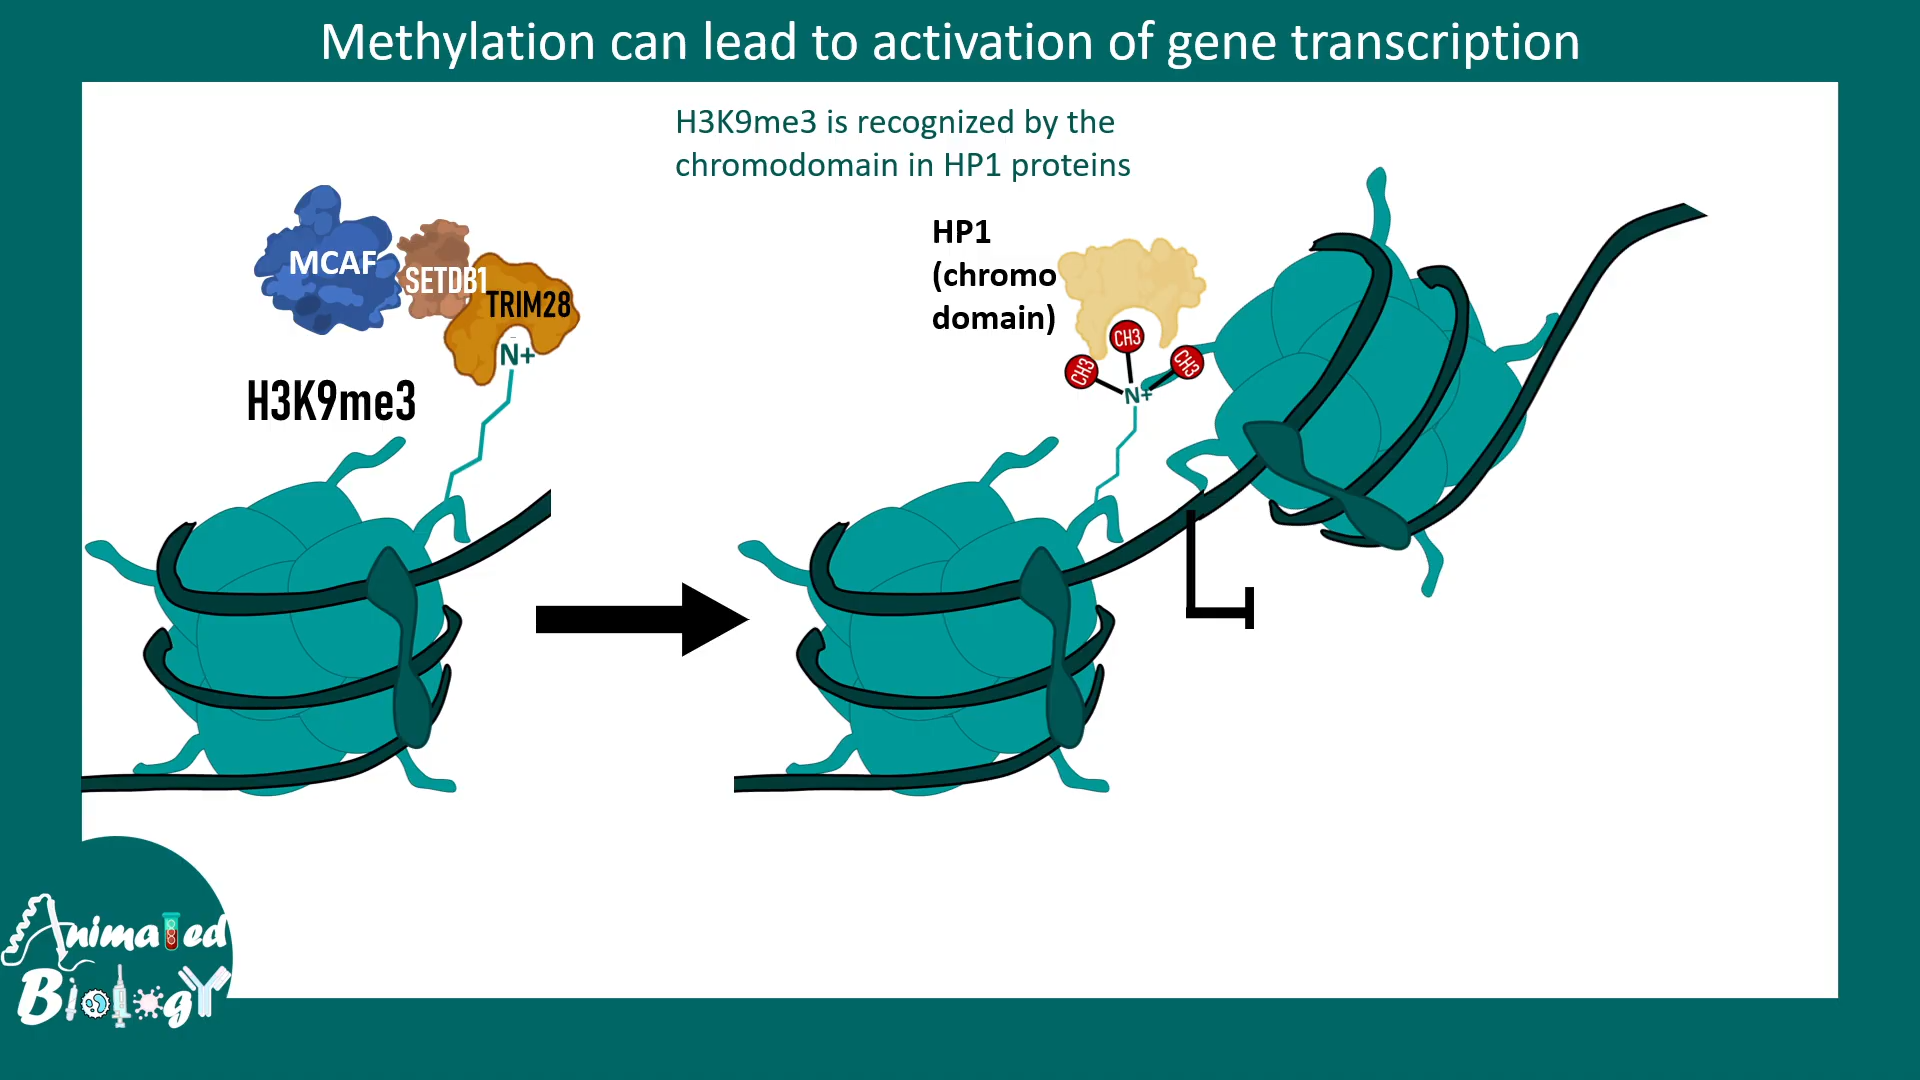 Methylation can lead to activation of gene transcription
H3K9me3 is recognized by the
chromodomain in HP1 proteins
MCAF
SETDB1
TRIM28
N+
H3K9me3
HP1
(chromo
domain)
CH3
CH3
CH3
N+
Animated
Biology